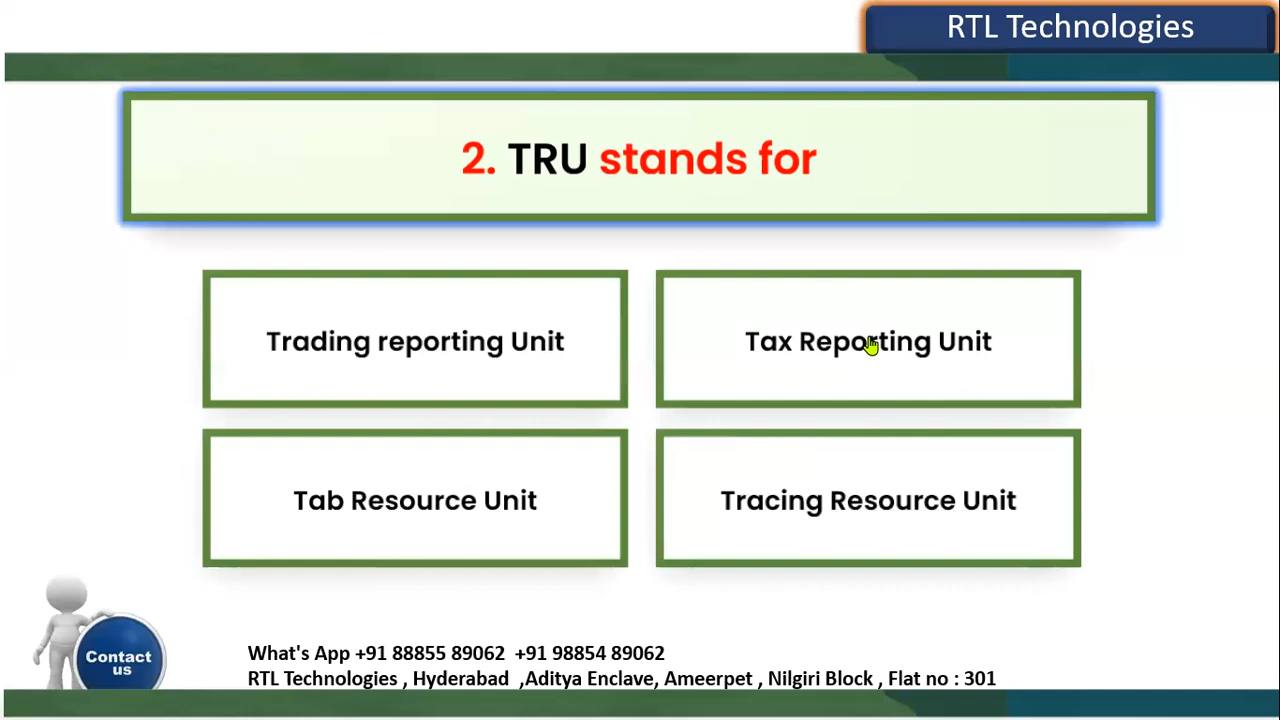 RTL Technologies
2. TRU stands for
Trading reporting Unit
Tax Reporting Unit
Tab Resource Unit
Tracing Resource Unit
Contact
us
What's App +91 88855 89062 +91 98854 89062
RTL Technologies , Hyderabad ,Aditya Enclave, Ameerpet , Nilgiri Block , Flat no : 301